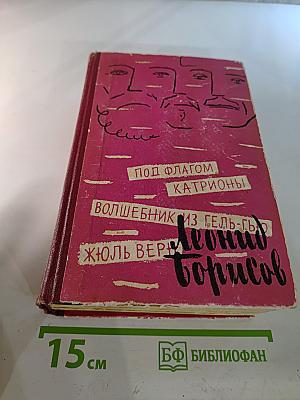 ПОД ФЛАГОМ
КАТРИОНЫ
ВОЛШЕБНИК ИЗ ГЕЛЬ-ГЬЮ
ЖЮЛЬ ВЕРН
Леонид
Борисов
15 см
БФ БИБЛИОФАН